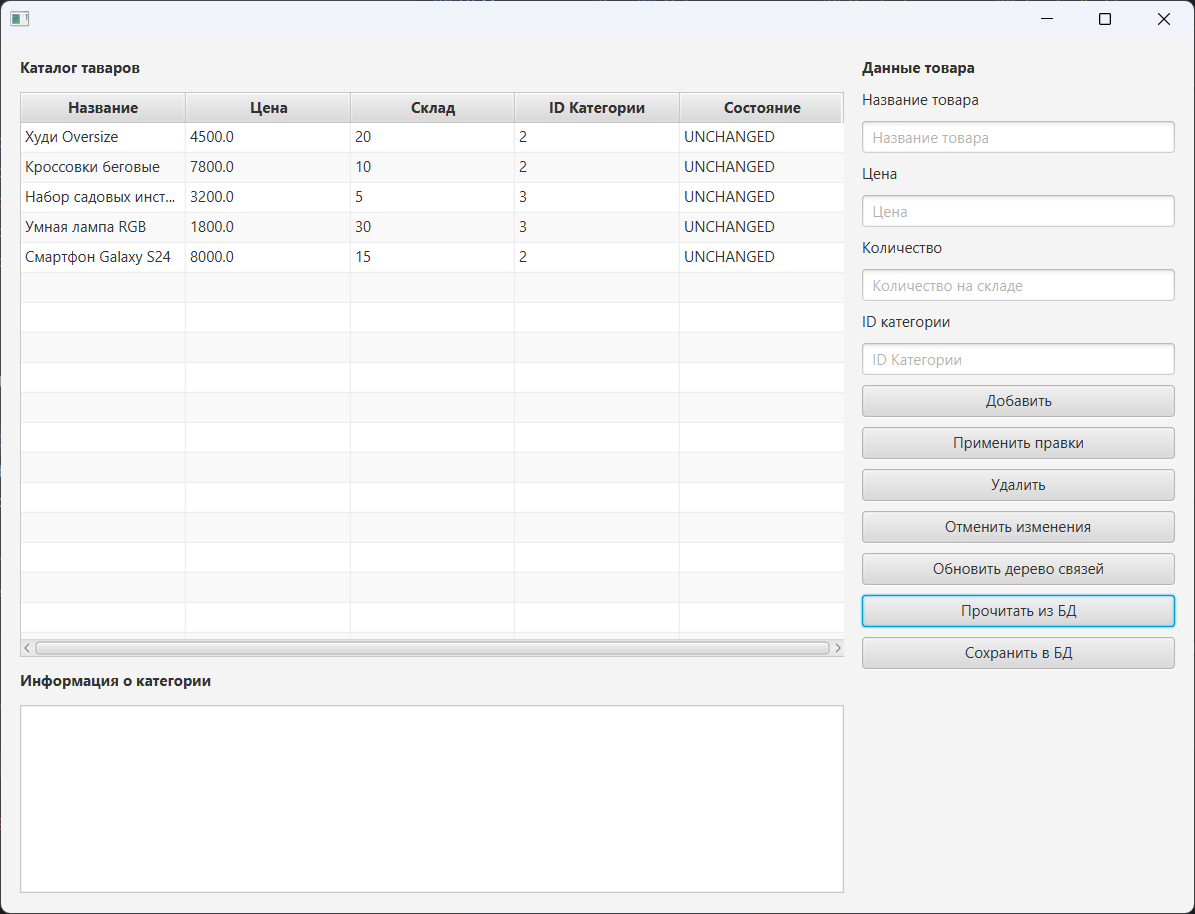 Каталог таваров
Название Цена Склад ID Категории Состояние
Худи Oversize 4500.0 20 2 UNCHANGED
Кроссовки беговые 7800.0 10 2 UNCHANGED
Набор садовых инст... 3200.0 5 3 UNCHANGED
Умная лампа RGB 1800.0 30 3 UNCHANGED
Смартфон Galaxy S24 8000.0 15 2 UNCHANGED
Информация о категории
Данные товара
Название товара
Название товара
Цена
Цена
Количество
Количество на складе
ID категории
ID Категории
Добавить
Применить правки
Удалить
Отменить изменения
Обновить дерево связей
Прочитать из БД
Сохранить в БД